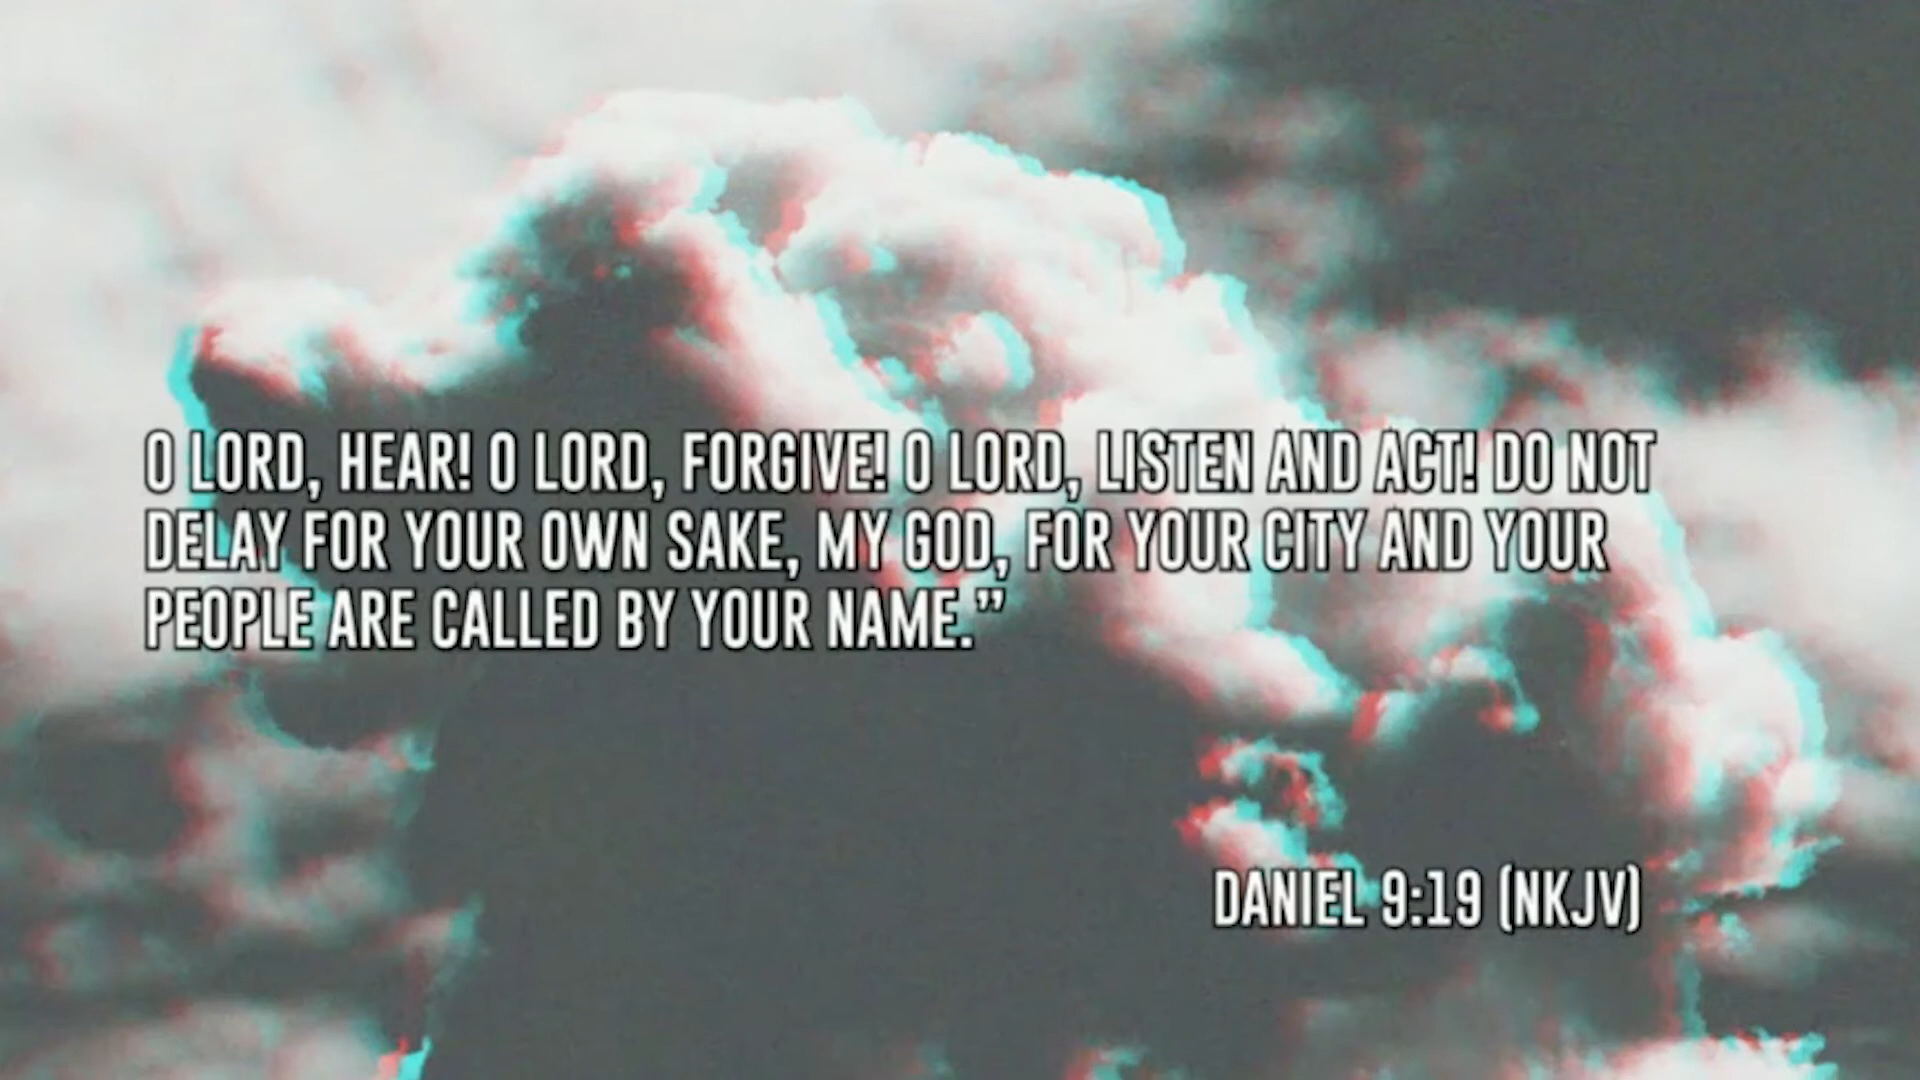 O LORD, HEAR! O LORD, FORGIVE! O LORD, LISTEN AND ACT! DO NOT
DELAY FOR YOUR OWN SAKE, MY GOD, FOR YOUR CITY AND YOUR
PEOPLE ARE CALLED BY YOUR NAME.”
DANIEL 9:19 (NKJV)